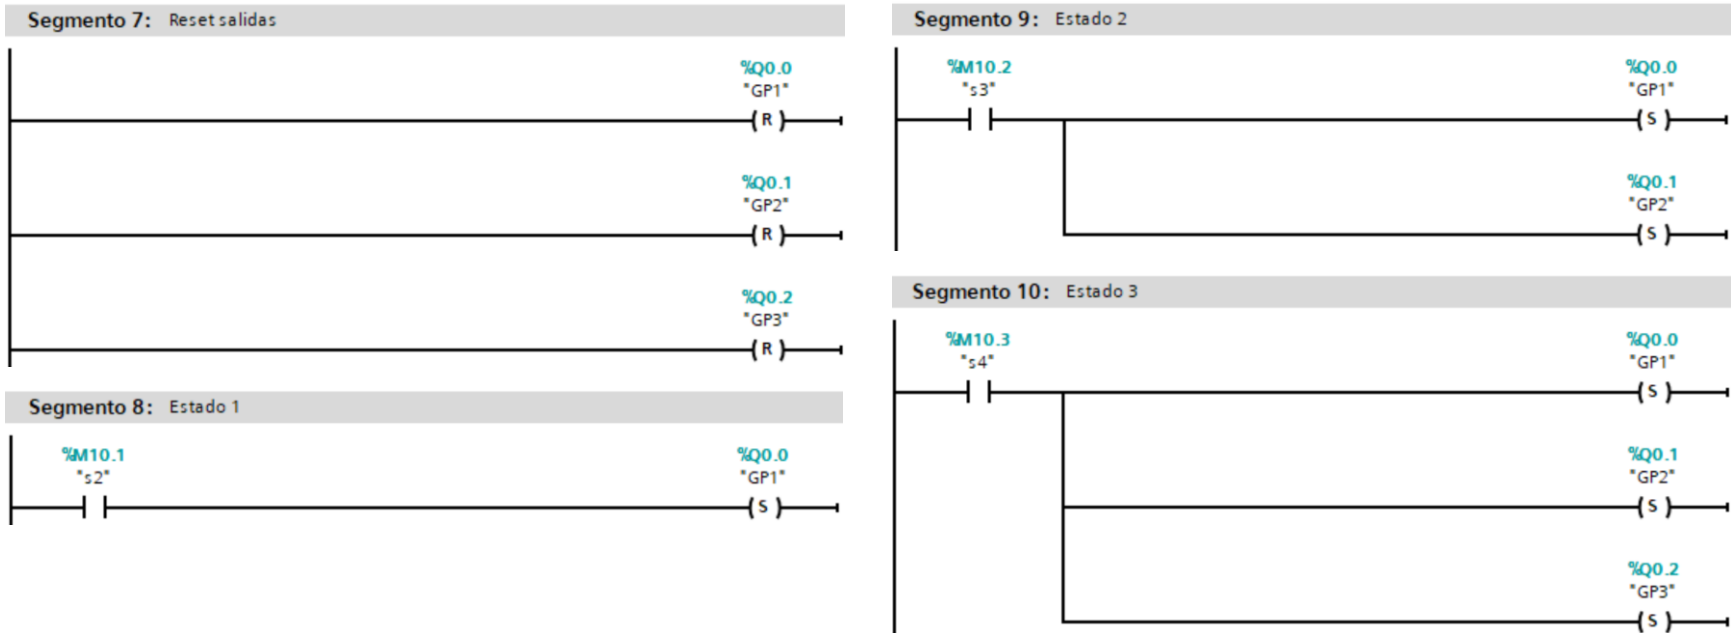 Segmento 7: Reset salidas
%Q0.0
"GP1"
( R )
%Q0.1
"GP2"
( R )
%Q0.2
"GP3"
( R )
Segmento 8: Estado 1
%M10.1
"s2"
%Q0.0
"GP1"
( S )
Segmento 9: Estado 2
%M10.2
"s3"
%Q0.0
"GP1"
( S )
%Q0.1
"GP2"
( S )
Segmento 10: Estado 3
%M10.3
"s4"
%Q0.0
"GP1"
( S )
%Q0.1
"GP2"
( S )
%Q0.2
"GP3"
( S )